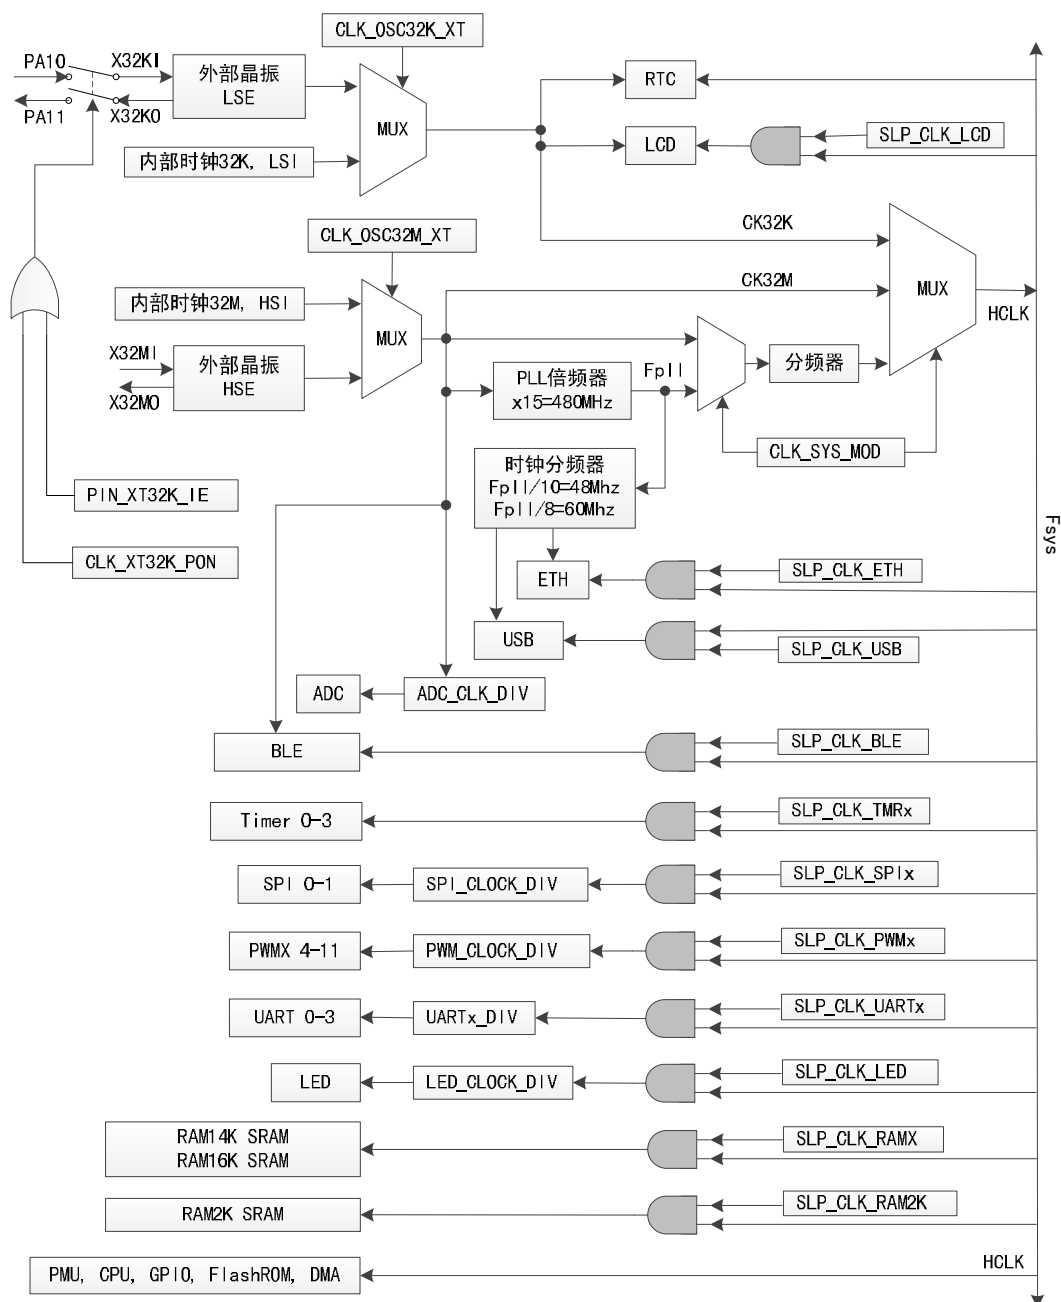 CLK_OSC32K_XT
PA10
X32KI
外部晶振
LSE
PA11
X32KO
MUX
RTC
内部时钟32K, LSI
LCD
SLP_CLK_LCD
CLK_OSC32M_XT
CK32K
内部时钟32M, HSI
MUX
CK32M
MUX
HCLK
X32MI
外部晶振
HSE
X32MO
PLL倍频器
x15=480MHz
Fpll
分频器
CLK_SYS_MOD
时钟分频器
Fpll/10=48Mhz
Fpll/8=60Mhz
PIN_XT32K_IE
CLK_XT32K_PON
Fsys
ETH
SLP_CLK_ETH
USB
SLP_CLK_USB
ADC
ADC_CLK_DIV
BLE
SLP_CLK_BLE
Timer 0-3
SLP_CLK_TMRx
SPI 0-1
SPI_CLOCK_DIV
SLP_CLK_SPIx
PWMX 4-11
PWM_CLOCK_DIV
SLP_CLK_PWMx
UART 0-3
UARTx_DIV
SLP_CLK_UARTx
LED
LED_CLOCK_DIV
SLP_CLK_LED
RAM14K SRAM
RAM16K SRAM
SLP_CLK_RAMX
RAM2K SRAM
SLP_CLK_RAM2K
PMU, CPU, GPIO, FlashROM, DMA
HCLK